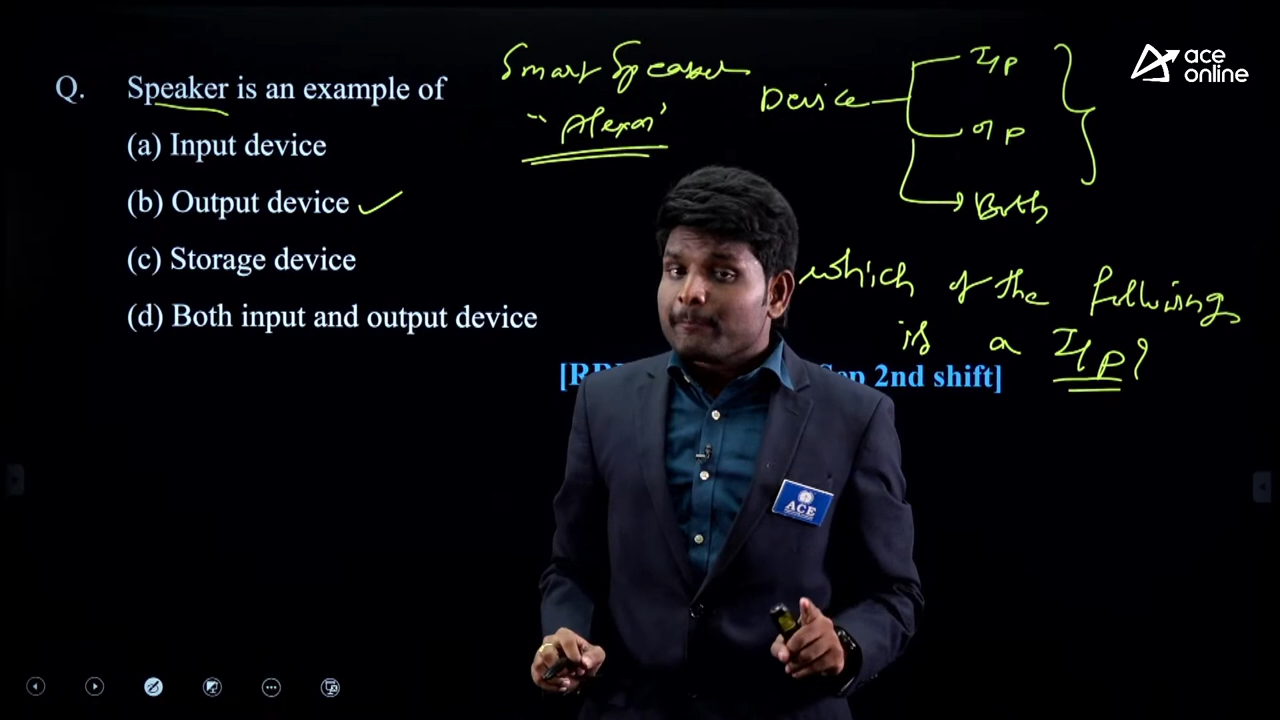 ace
online
Q. Speaker is an example of
(a) Input device
(b) Output device
(c) Storage device
(d) Both input and output device
2nd shift]
Smart Speaker
"Alexa"
Device
I/p
o/p
Both
which of the following
is a I/p?
ACE